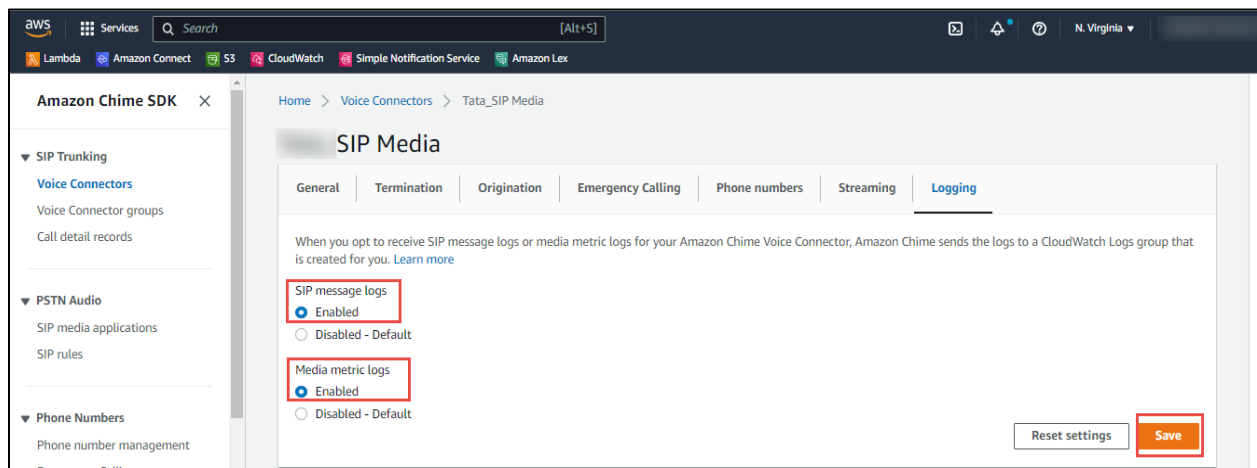 aws Services Search [Alt+S] N. Virginia
Lambda Amazon Connect S3 CloudWatch Simple Notification Service Amazon Lex
Amazon Chime SDK
SIP Trunking
Voice Connectors
Voice Connector groups
Call detail records
PSTN Audio
SIP media applications
SIP rules
Phone Numbers
Phone number management
Home > Voice Connectors > Tata_SIP Media
SIP Media
General Termination Origination Emergency Calling Phone numbers Streaming Logging
When you opt to receive SIP message logs or media metric logs for your Amazon Chime Voice Connector, Amazon Chime sends the logs to a CloudWatch Logs group that
is created for you. Learn more
SIP message logs
Enabled
Disabled - Default
Media metric logs
Enabled
Disabled - Default
Reset settings Save